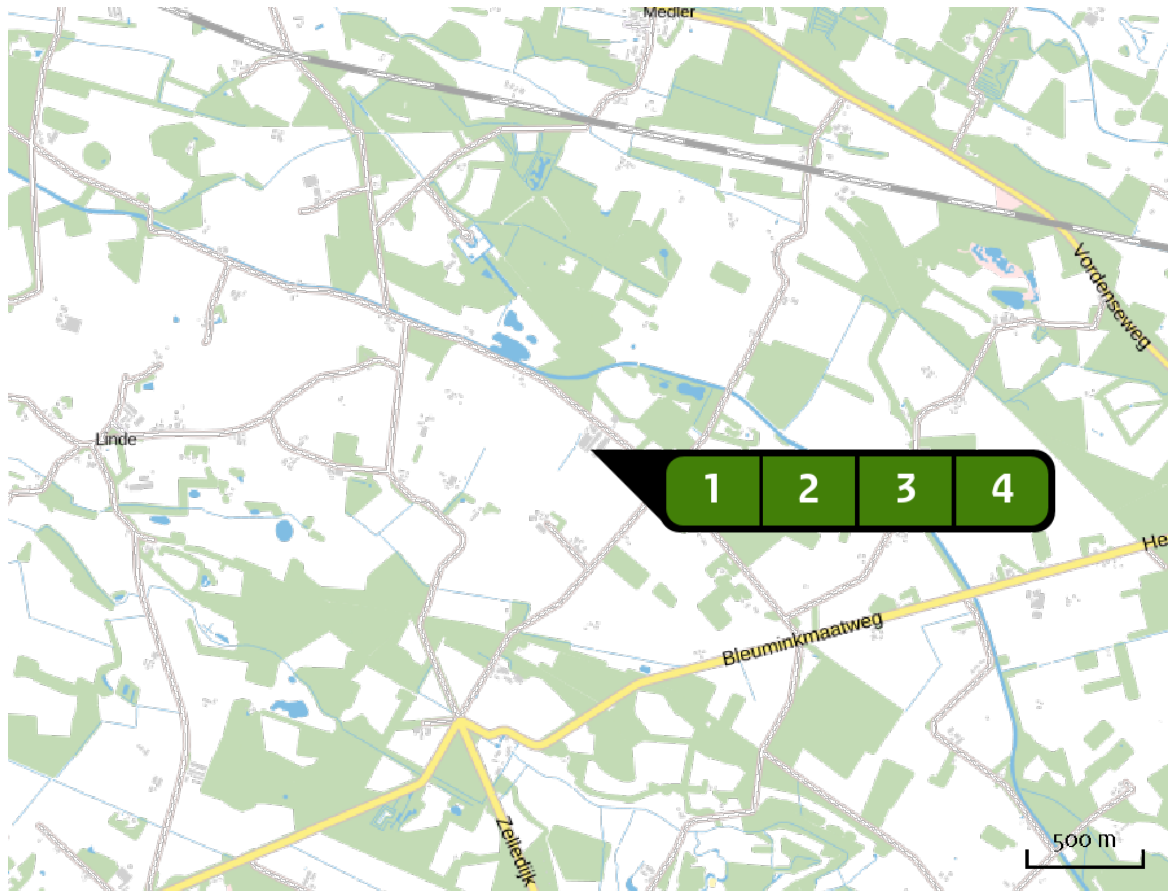 Medler
Vordenseweg
Linde
1 2 3 4
He
Bleuminkmaatweg
Zelledijk
500 m